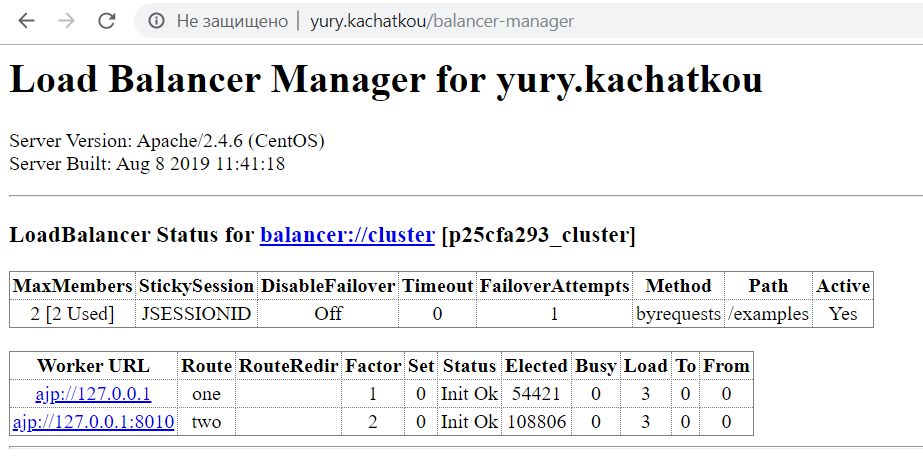 Не защищено yury.kachatkou/balancer-manager
Load Balancer Manager for yury.kachatkou
Server Version: Apache/2.4.6 (CentOS)
Server Built: Aug 8 2019 11:41:18
LoadBalancer Status for balancer://cluster [p25cfa293_cluster]
MaxMembers StickySession DisableFailover Timeout FailoverAttempts Method Path Active
2 [2 Used] JSESSIONID Off 0 1 byrequests /examples Yes
Worker URL Route RouteRedir Factor Set Status Elected Busy Load To From
ajp://127.0.0.1 one 1 0 Init Ok 54421 0 3 0 0
ajp://127.0.0.1:8010 two 2 0 Init Ok 108806 0 3 0 0